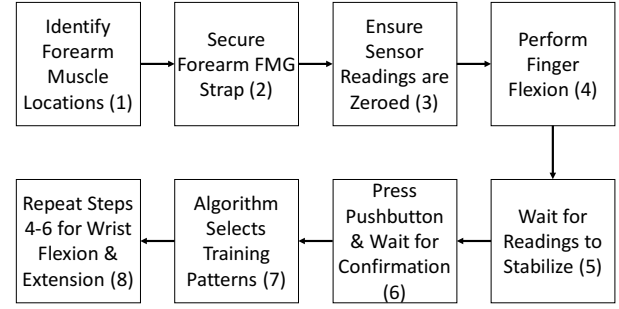 Identify
Forearm
Muscle
Locations (1)
Secure
Forearm FMG
Strap (2)
Ensure
Sensor
Readings are
Zeroed (3)
Perform
Finger
Flexion (4)
Wait for
Readings to
Stabilize (5)
Press
Pushbutton
& Wait for
Confirmation
(6)
Algorithm
Selects
Training
Patterns (7)
Repeat Steps
4-6 for Wrist
Flexion &
Extension (8)